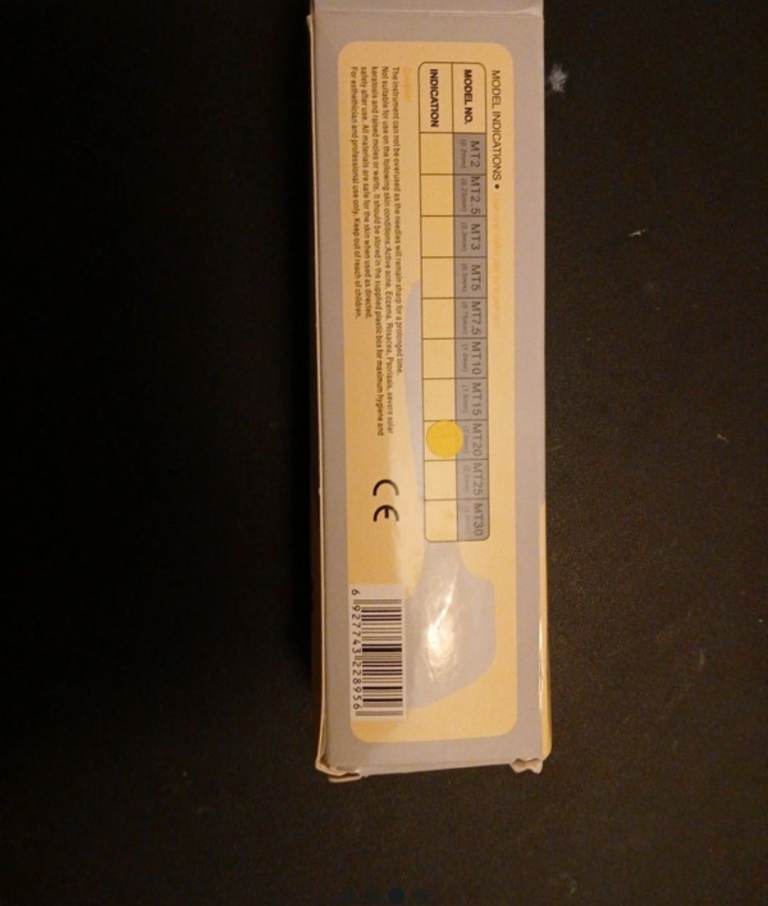 MODEL INDICATIONS •
MODEL NO. MT2 MT2.5 MT3 MT5 MT7.5 MT10 MT15 MT20 MT25 MT30
INDICATION
The instrument can not be overused as the needles will remain sharp for a prolonged time.
Not suitable for use on the following skin conditions: Active acne, Eczema, Rosacea, Psoriasis, severe solar
keratosis and raised moles or warts. It should be stored in the supplied plastic box for maximum hygiene and
safety after use. All materials are safe for the skin when used as directed.
For esthethician and professional use only. Keep out of reach of children.
CE
6 927743 228956